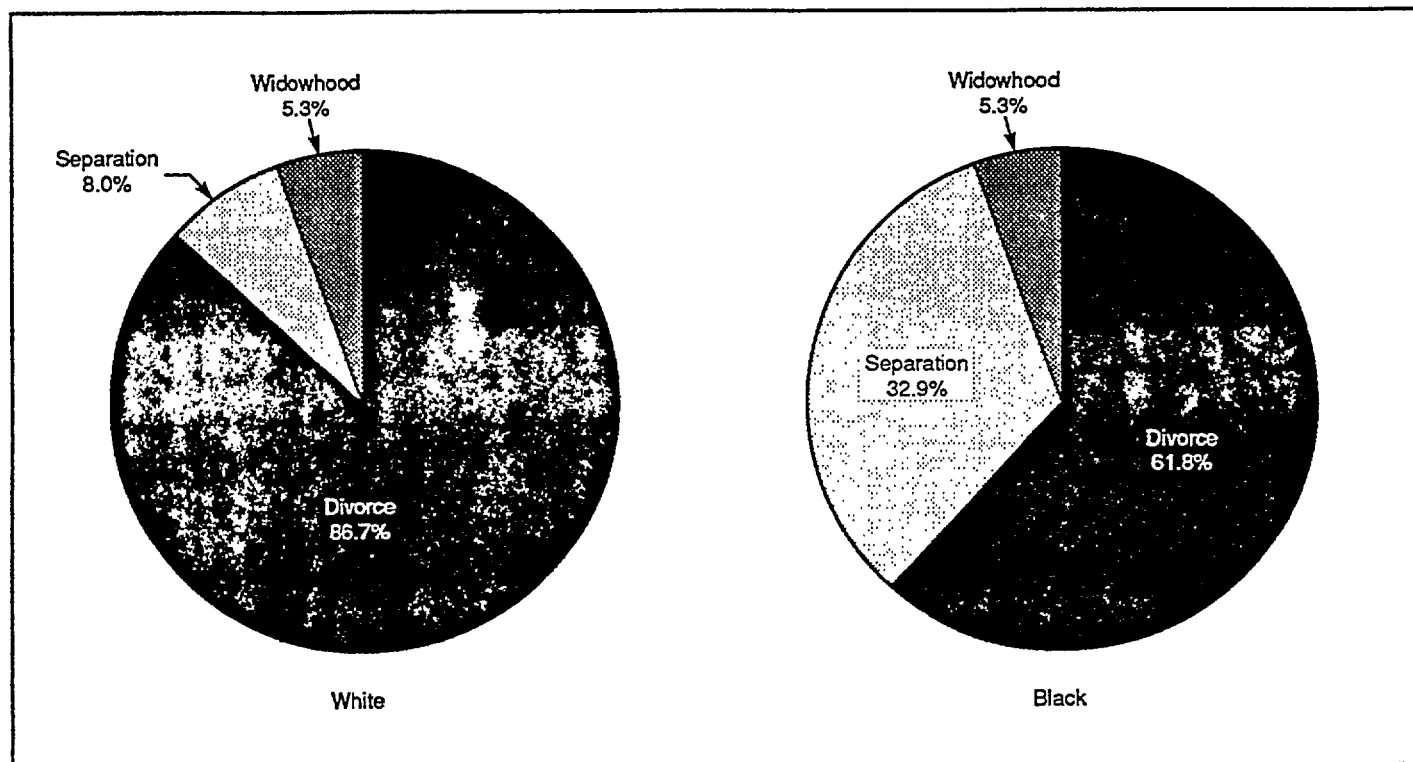 Widowhood
5.3%
Separation
8.0%
Divorce
86.7%
White
Widowhood
5.3%
Separation
32.9%
Divorce
61.8%
Black